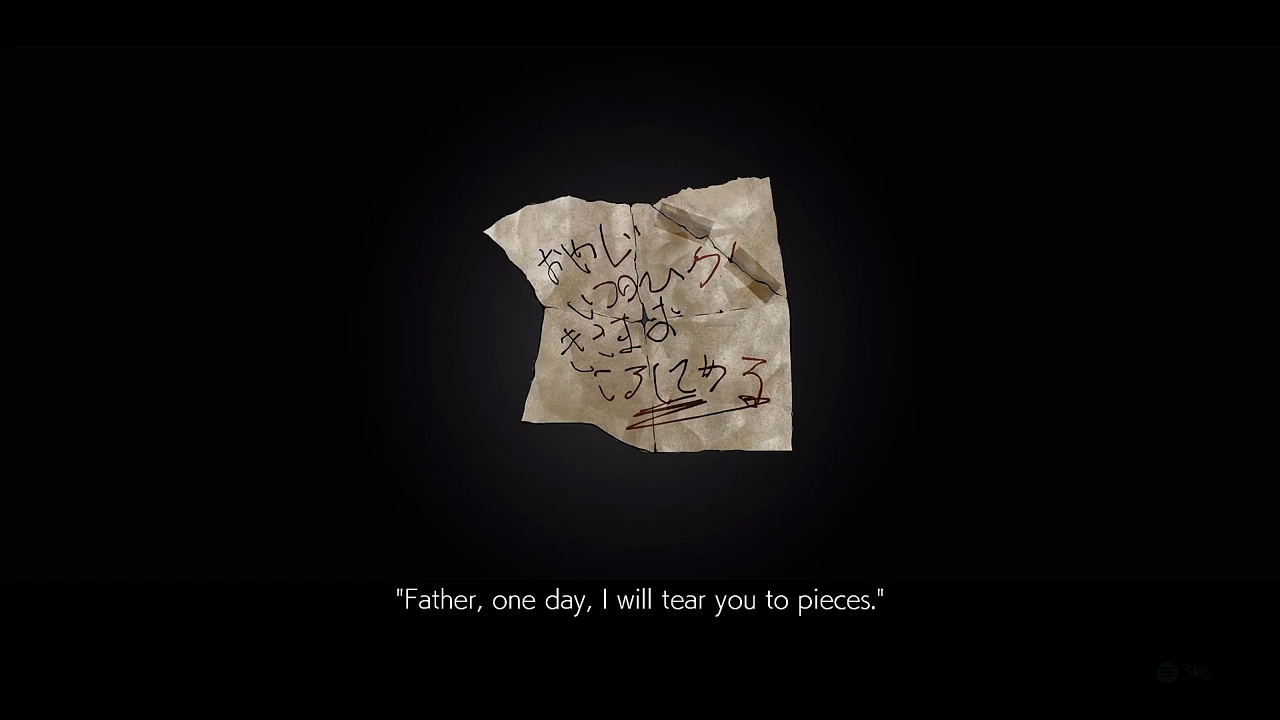 おやじ
いつのひか
きさまを
ころしてやる
"Father, one day, I will tear you to pieces."
Skip